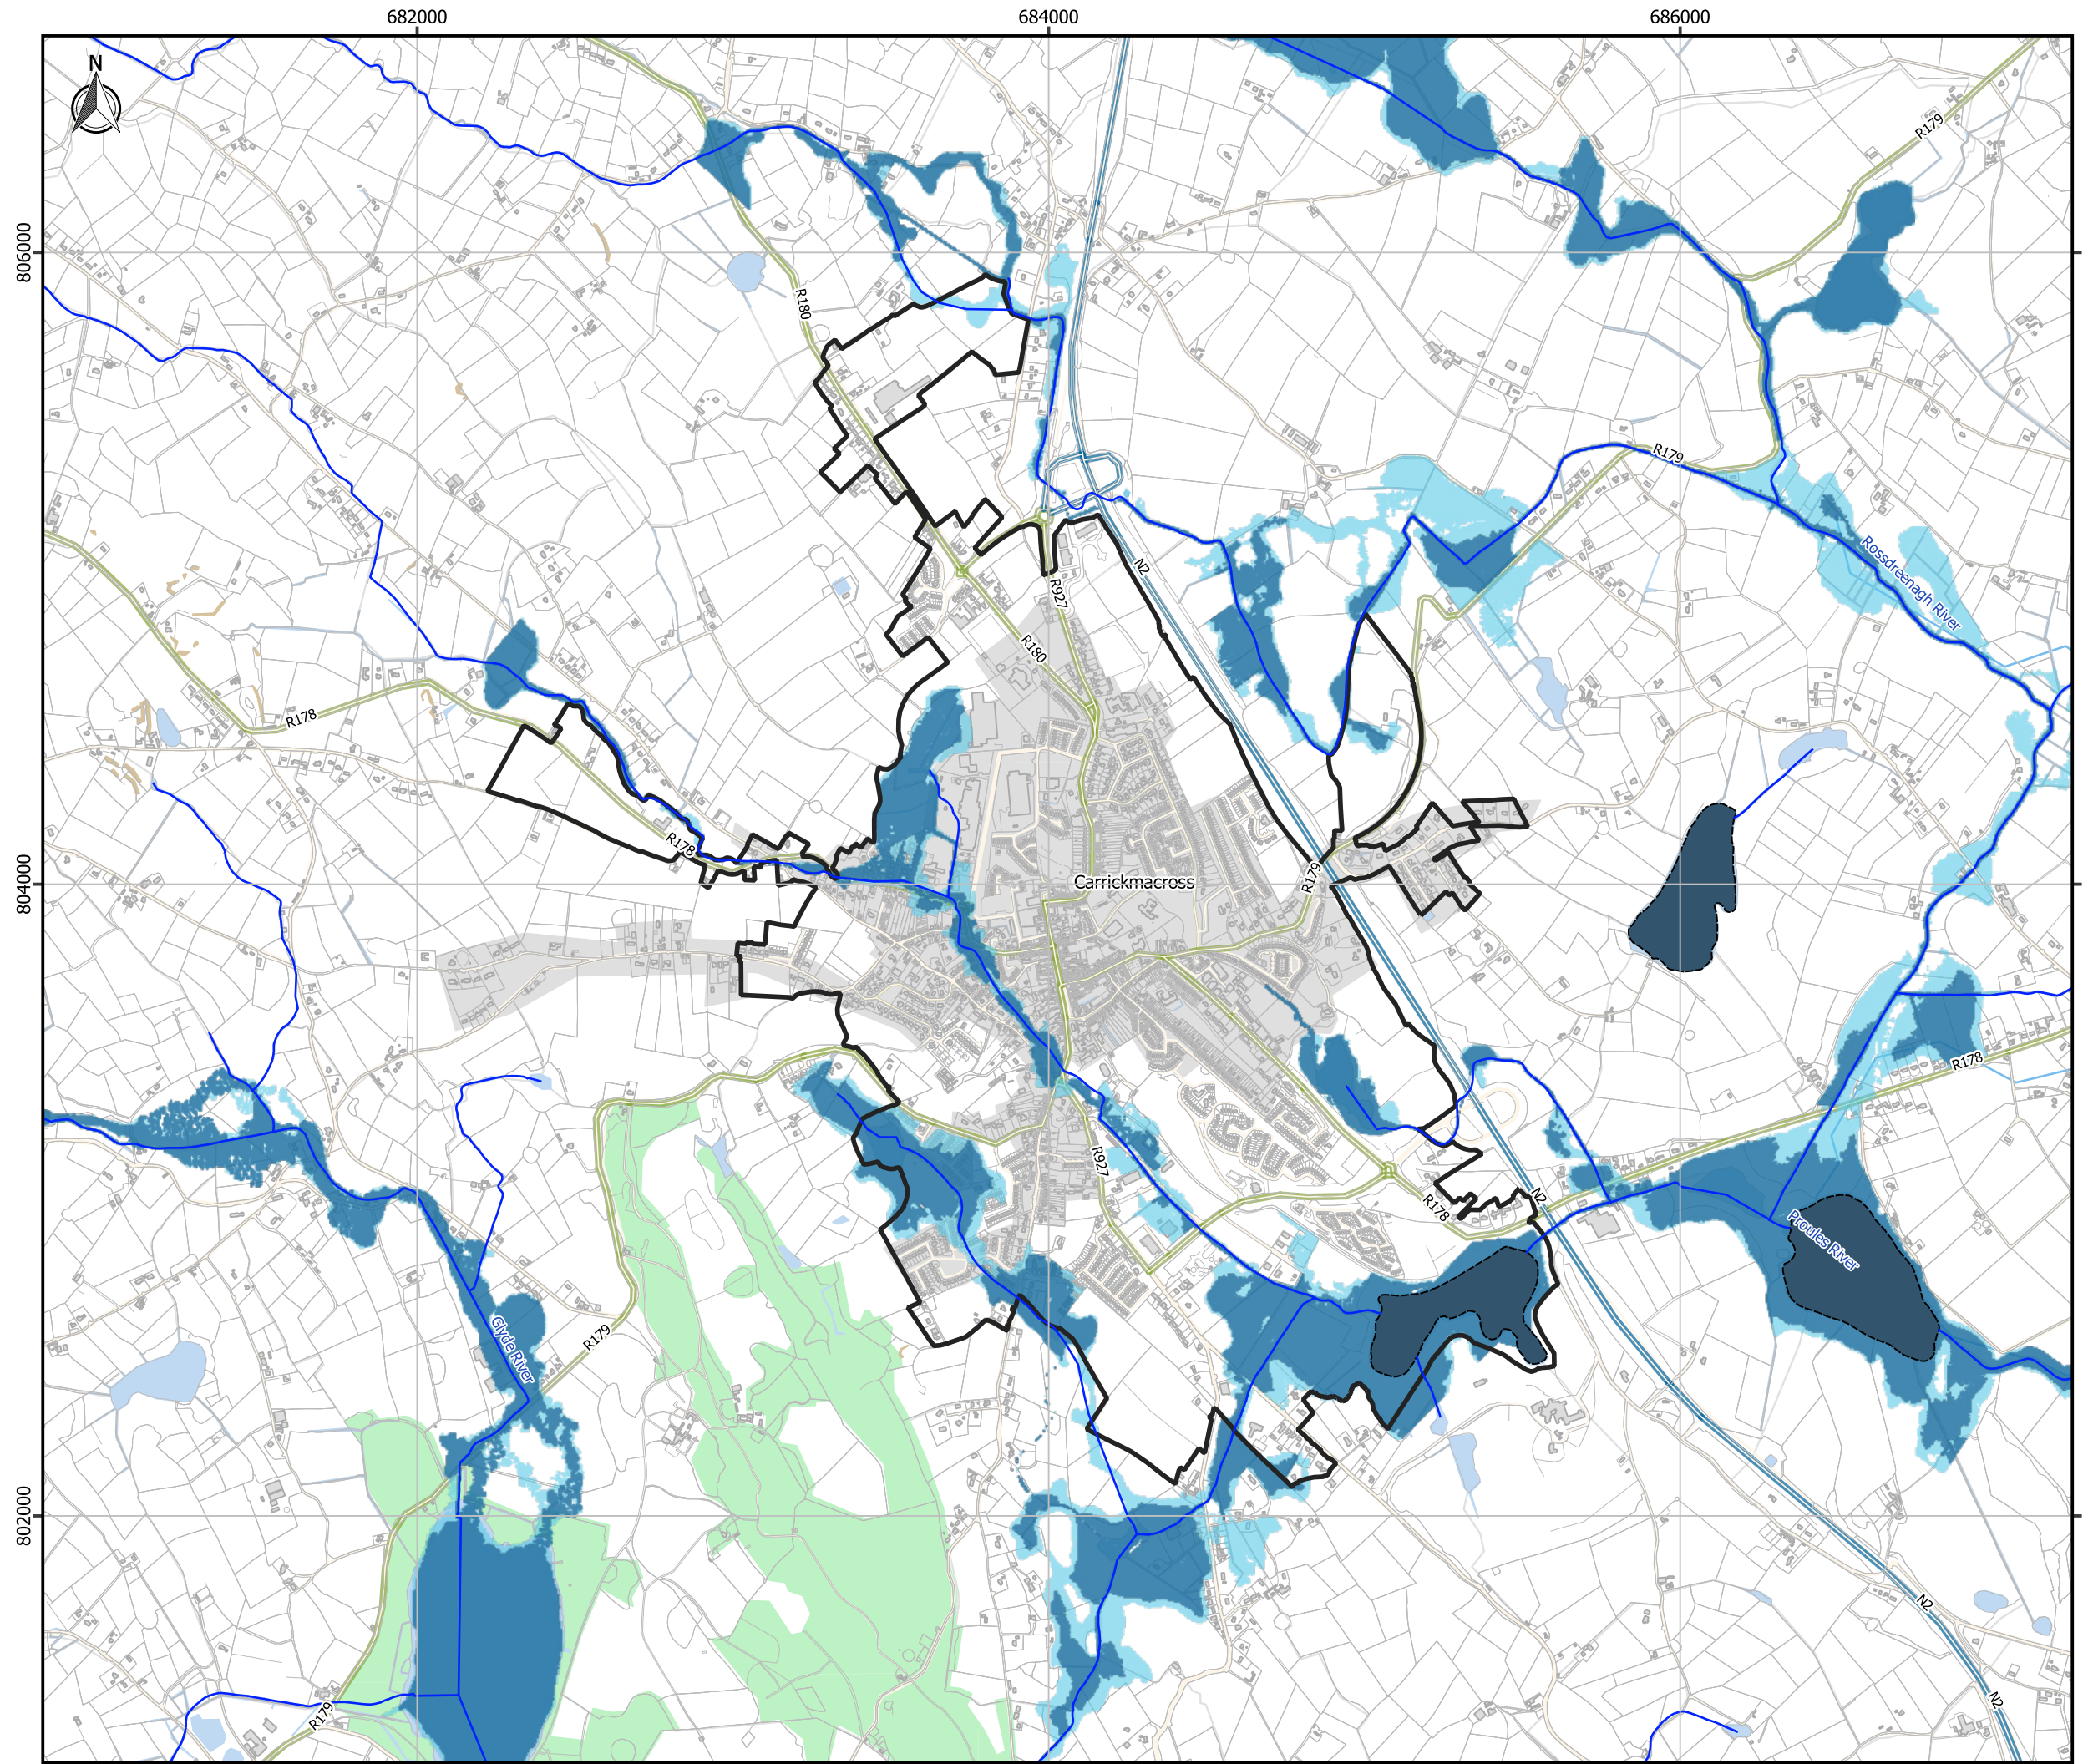 682000
684000
686000
N
R179
806000
R180
R179
N2
Rossdreenagh River
R927
R180
R178
R178
804000
Carrickmacross
R179
R178
R927
R178
N2
Proules River
Glyde River
R179
802000
N2
N2
R179